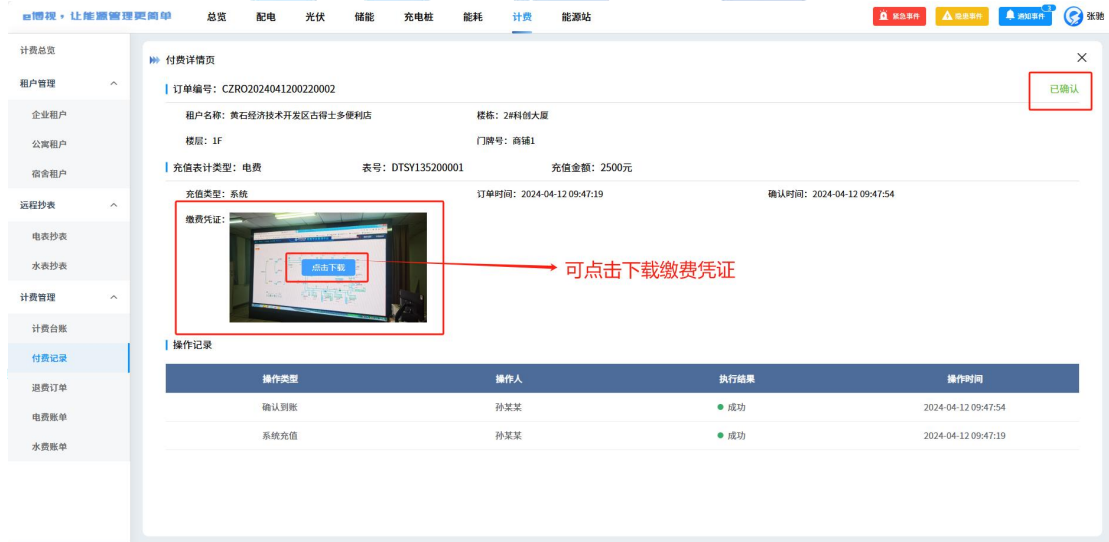 e博视·让能源管理更简单 总览 配电 光伏 储能 充电桩 能耗 计费 能源站 紧急事件 隐患事件 通知事件 3 张驰
计费总览
租户管理
企业租户
公寓租户
宿舍租户
远程抄表
电表抄表
水表抄表
计费管理
计费台账
付费记录
退费订单
电费账单
水费账单
付费详情页
订单编号：CZRO2024041200220002 已确认
租户名称：黄石经济技术开发区古得士多便利店 楼栋：2#科创大厦
楼层：1F 门牌号：商铺1
充值表计类型：电费 表号：DTSY135200001 充值金额：2500元
充值类型：系统 订单时间：2024-04-12 09:47:19 确认时间：2024-04-12 09:47:54
缴费凭证：
点击下载
可点击下载缴费凭证
操作记录
操作类型 操作人 执行结果 操作时间
确认到账 孙某某 成功 2024-04-12 09:47:54
系统充值 孙某某 成功 2024-04-12 09:47:19